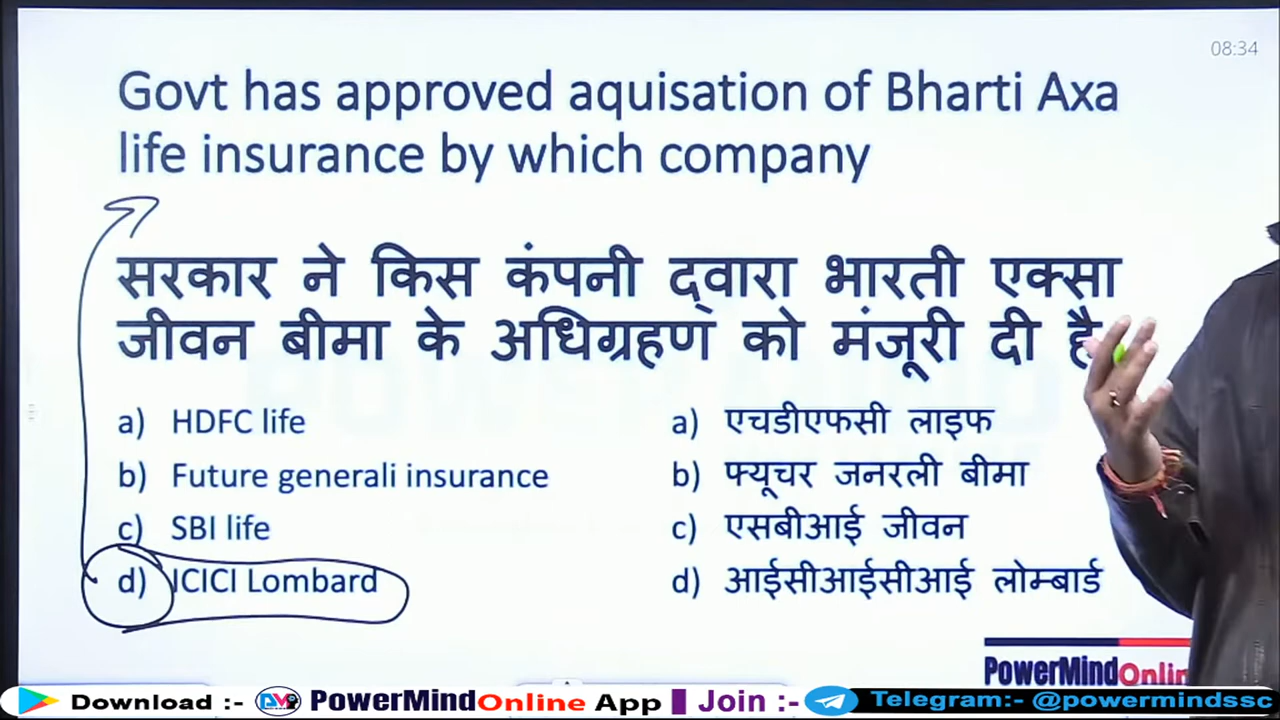 08:34
Govt has approved aquisation of Bharti Axa
life insurance by which company
सरकार ने किस कंपनी द्वारा भारती एक्सा
जीवन बीमा के अधिग्रहण को मंजूरी दी है
a) HDFC life
b) Future generali insurance
c) SBI life
d) ICICI Lombard
a) एचडीएफसी लाइफ
b) फ्यूचर जनरली बीमा
c) एसबीआई जीवन
d) आईसीआईसीआई लोम्बार्ड
PowerMindOnlin
Download :- PowerMindOnline App Join :- Telegram:- @powermindssc